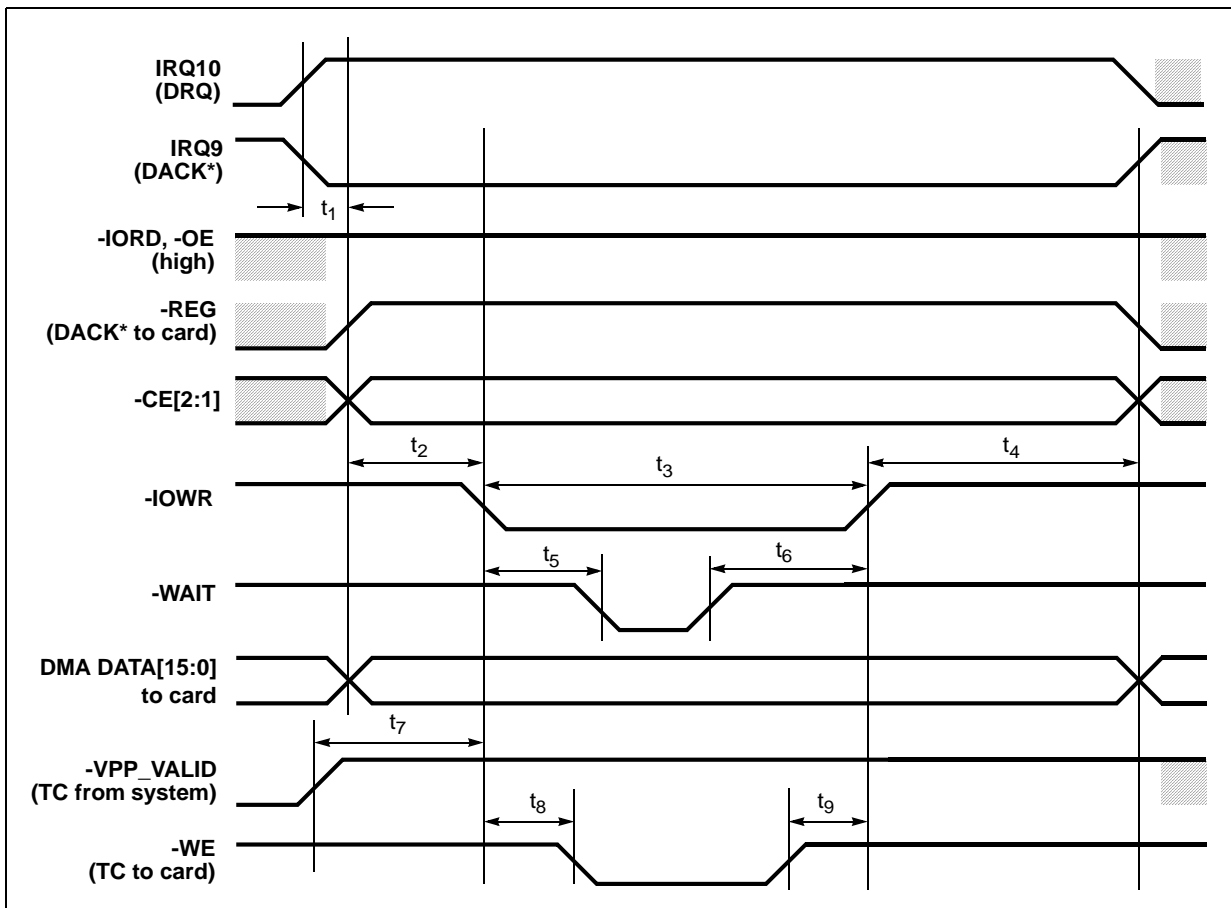 IRQ10
(DRQ)
IRQ9
(DACK*)
t1
-IORD, -OE
(high)
-REG
(DACK* to card)
-CE[2:1]
t2
t3
t4
-IOWR
t5
t6
-WAIT
DMA DATA[15:0]
to card
t7
-VPP_VALID
(TC from system)
t8
t9
-WE
(TC to card)